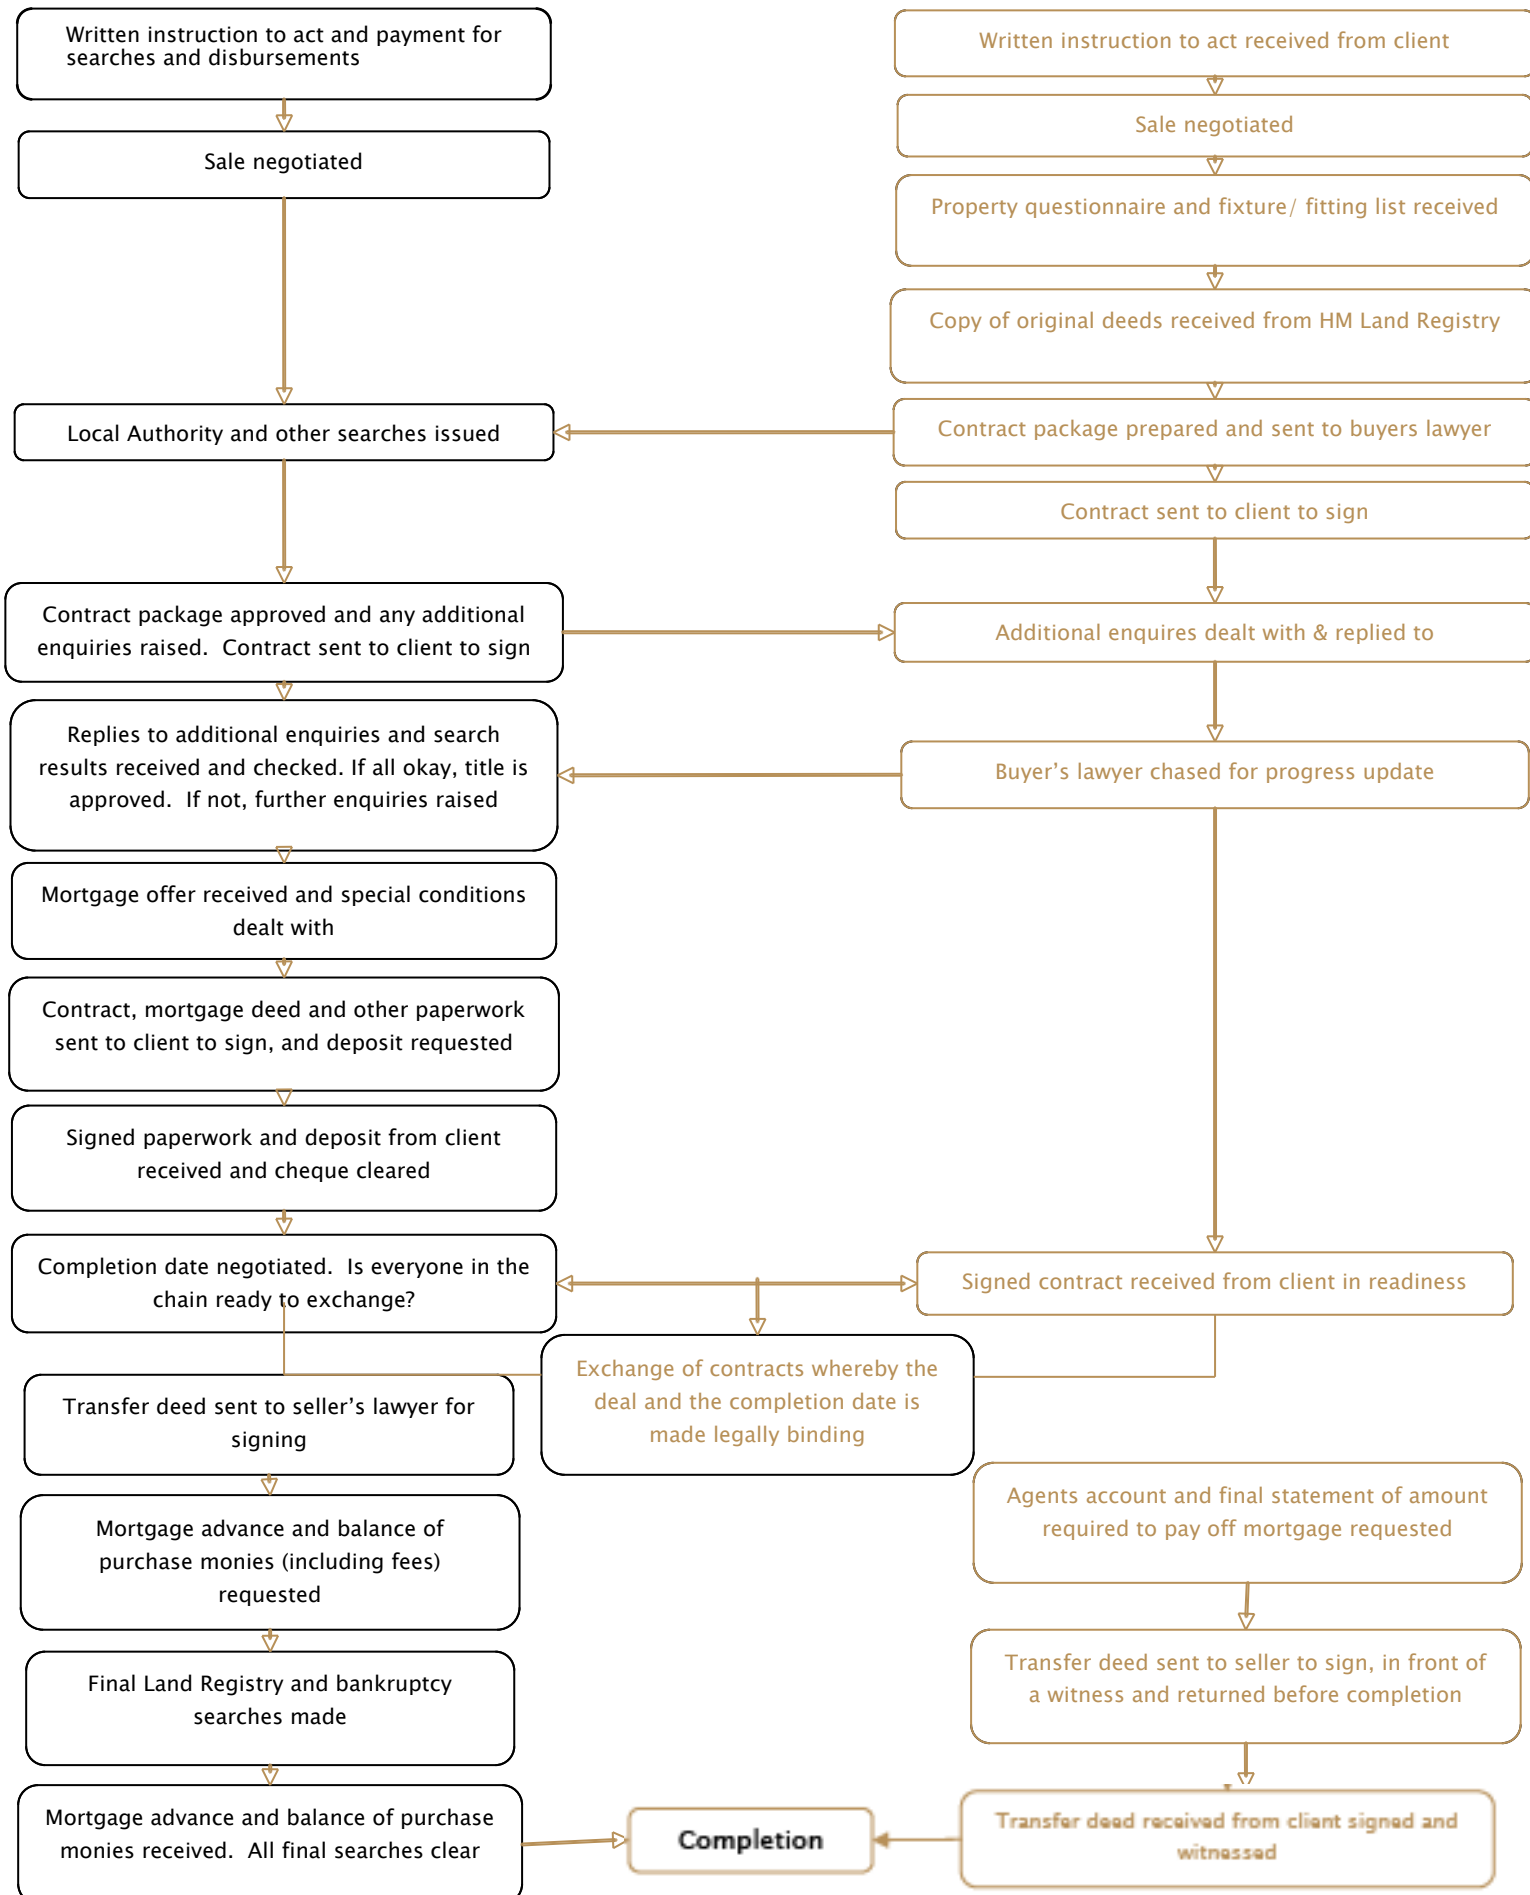 Written instruction to act and payment for
searches and disbursements
Written instruction to act received from client
Sale negotiated
Sale negotiated
Property questionnaire and fixture/ fitting list received
Copy of original deeds received from HM Land Registry
Local Authority and other searches issued
Contract package prepared and sent to buyers lawyer
Contract sent to client to sign
Contract package approved and any additional
enquiries raised.  Contract sent to client to sign
Additional enquires dealt with & replied to
Replies to additional enquiries and search
results received and checked. If all okay, title is
approved.  If not, further enquiries raised
Buyer’s lawyer chased for progress update
Mortgage offer received and special conditions
dealt with
Contract, mortgage deed and other paperwork
sent to client to sign, and deposit requested
Signed paperwork and deposit from client
received and cheque cleared
Completion date negotiated.  Is everyone in the
chain ready to exchange?
Signed contract received from client in readiness
Exchange of contracts whereby the
deal and the completion date is
made legally binding
Transfer deed sent to seller’s lawyer for
signing
Agents account and final statement of amount
required to pay off mortgage requested
Mortgage advance and balance of
purchase monies (including fees)
requested
Transfer deed sent to seller to sign, in front of
a witness and returned before completion
Final Land Registry and bankruptcy
searches made
Mortgage advance and balance of purchase
monies received.  All final searches clear
Completion
Transfer deed received from client signed and
witnessed